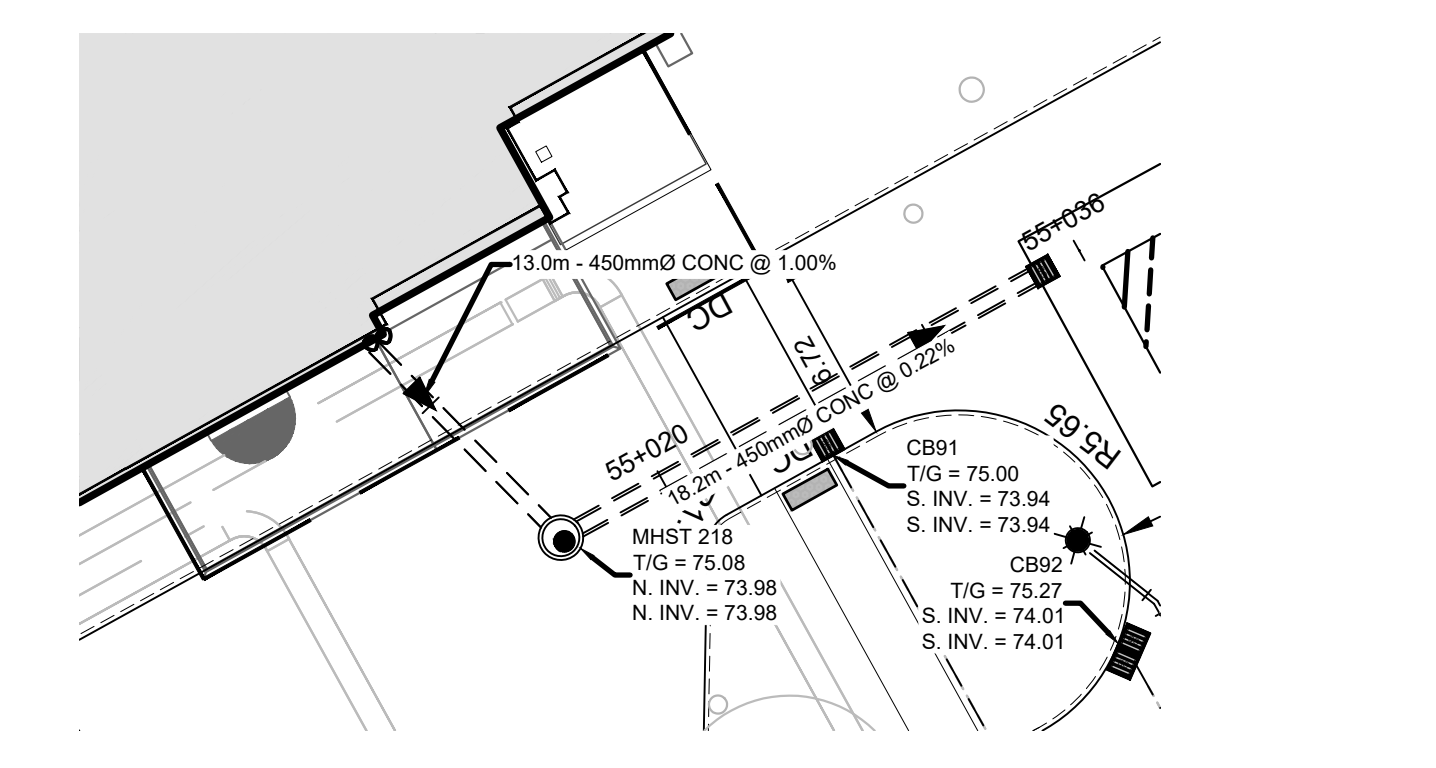 55+036
13.0m - 450mmØ CONC @ 1.00%
DC
6.72
18.2m - 450mmØ CONC @ 0.22%
R5.65
55+020
DC
CB91
T/G = 75.00
S. INV. = 73.94
S. INV. = 73.94
MHST 218
T/G = 75.08
N. INV. = 73.98
N. INV. = 73.98
CB92
T/G = 75.27
S. INV. = 74.01
S. INV. = 74.01